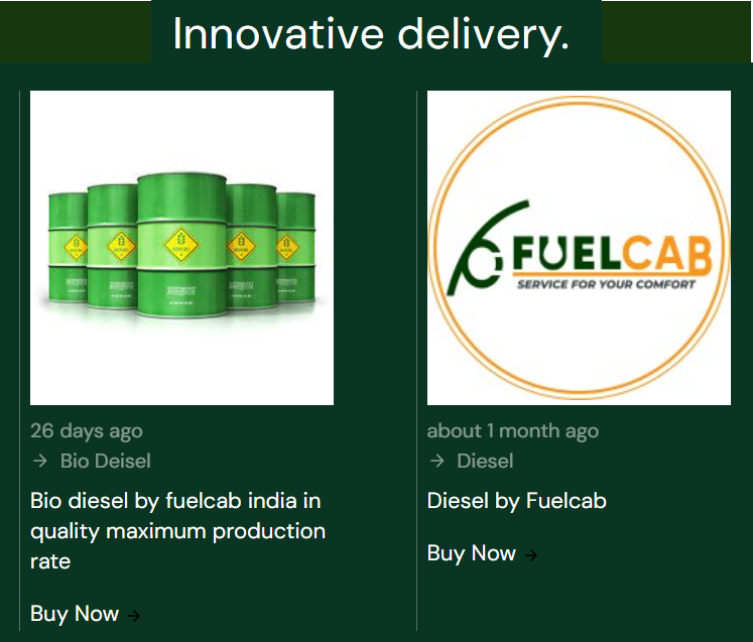 Innovative delivery.
FUELCAB
SERVICE FOR YOUR COMFORT
26 days ago
→ Bio Deisel
Bio diesel by fuelcab india in
quality maximum production
rate
Buy Now →
about 1 month ago
→ Diesel
Diesel by Fuelcab
Buy Now →